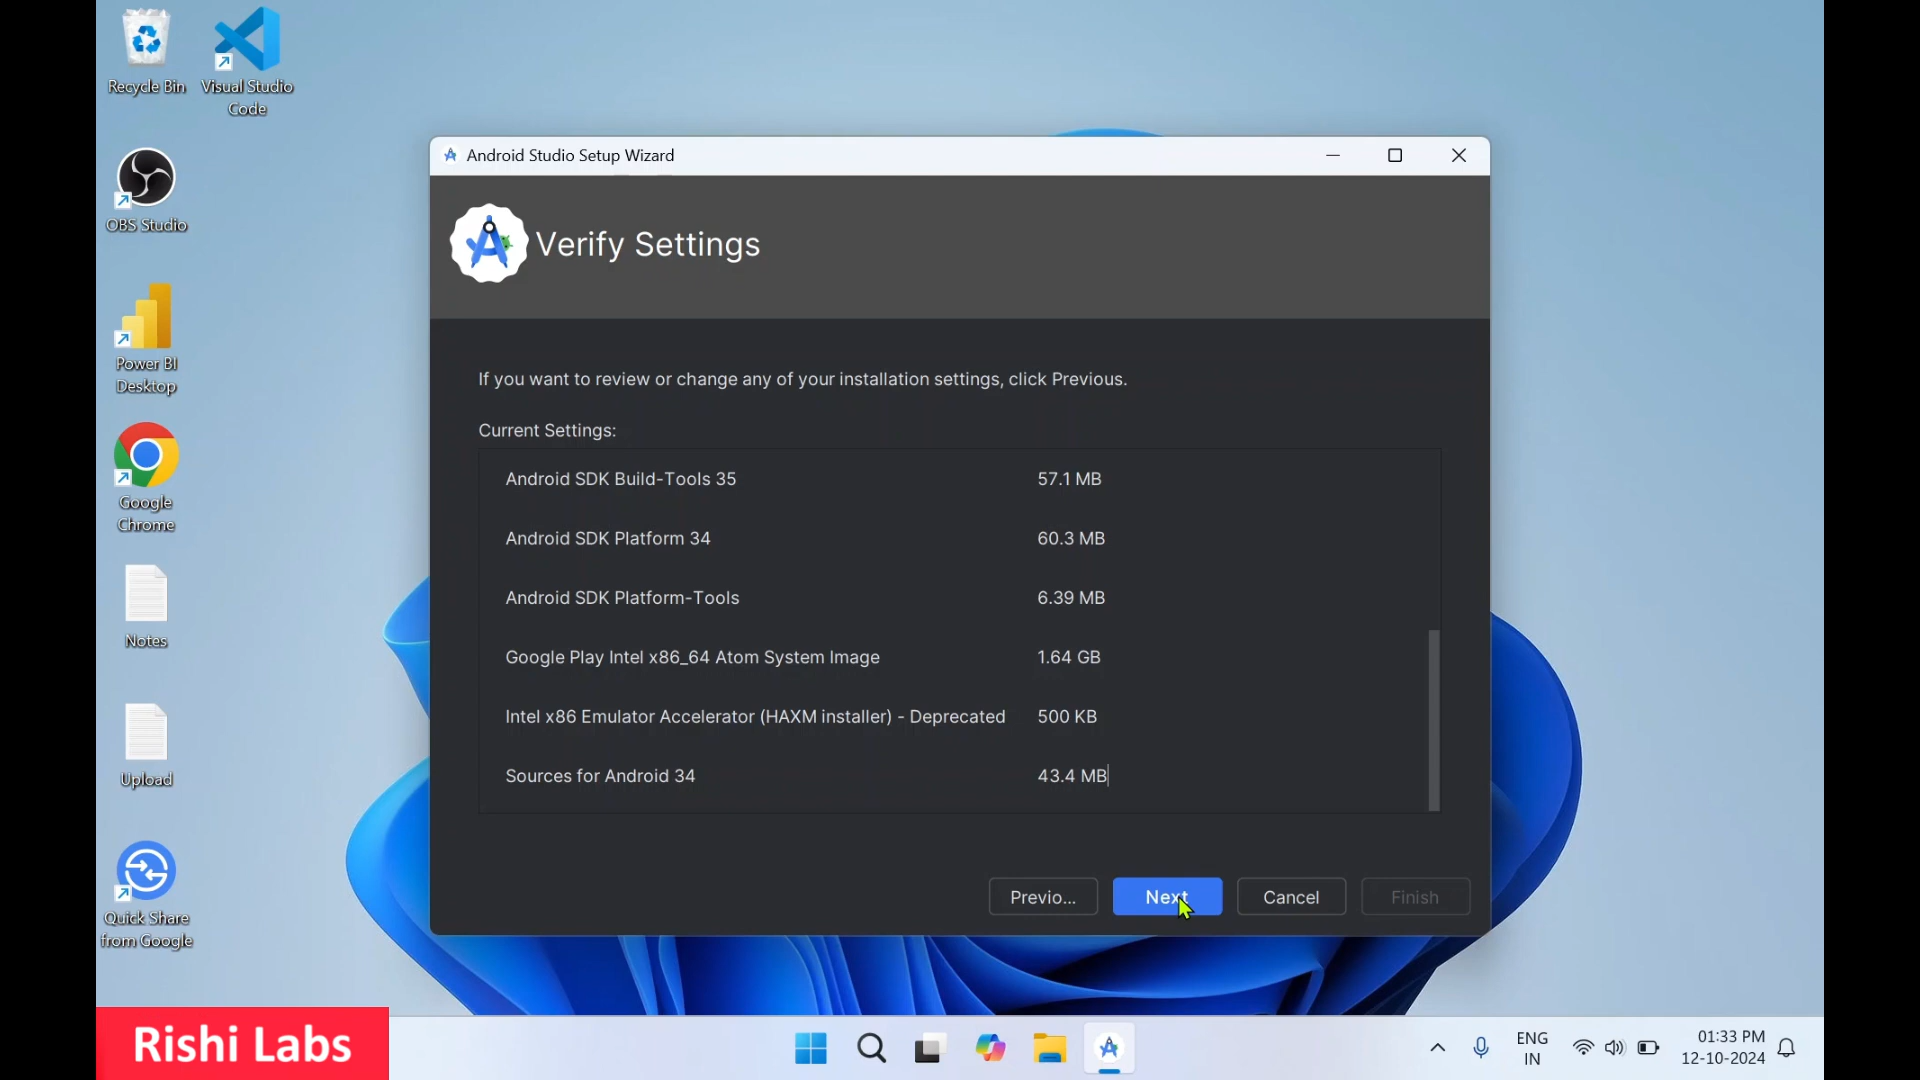 Recycle Bin
Visual Studio
Code
OBS Studio
Power BI
Desktop
Google
Chrome
Notes
Upload
Quick Share
from Google
Android Studio Setup Wizard
Verify Settings
If you want to review or change any of your installation settings, click Previous.
Current Settings:
Android SDK Build-Tools 35 57.1 MB
Android SDK Platform 34 60.3 MB
Android SDK Platform-Tools 6.39 MB
Google Play Intel x86_64 Atom System Image 1.64 GB
Intel x86 Emulator Accelerator (HAXM installer) - Deprecated 500 KB
Sources for Android 34 43.4 MB
Previo... Next Cancel Finish
Rishi Labs
ENG
IN
01:33 PM
12-10-2024